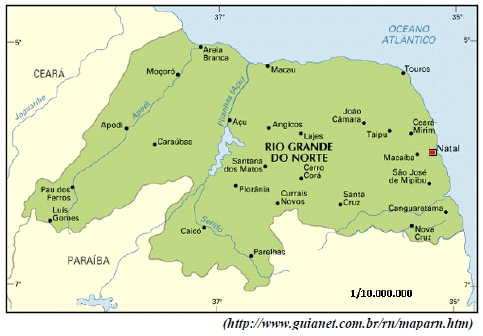 37°
35°
OCEANO
ATLÂNTICO
5°
5°
Areia
Branca
CEARÁ
Moçoró
Macau
Touros
Jaguaribe
Apodi
Piranhas (Açu)
João
Câmara
Ceará-
Mirim
Apodi
Açu
Angicos
Lajes
Taipu
Caraúbas
RIO GRANDE
DO NORTE
Natal
Macaíba
Santana
dos Matos
Cerro
Corá
São José
de Mipibu
Pau dos
Ferros
Florânia
Currais
Novos
Santa
Cruz
Canguaretama
Luís
Gomes
Caicó
Seridó
Nova
Cruz
Parelhas
PARAÍBA
7°
7°
1/10.000.000
37°
35°
(http://www.guianet.com.br/rn/maparn.htm)